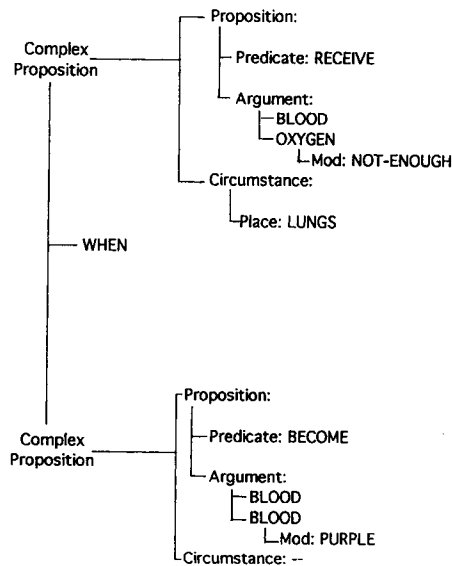 Proposition:
Complex
Proposition
Predicate: RECEIVE
Argument:
BLOOD
OXYGEN
Mod: NOT-ENOUGH
Circumstance:
Place: LUNGS
WHEN
Proposition:
Complex
Proposition
Predicate: BECOME
Argument:
BLOOD
BLOOD
Mod: PURPLE
Circumstance: --